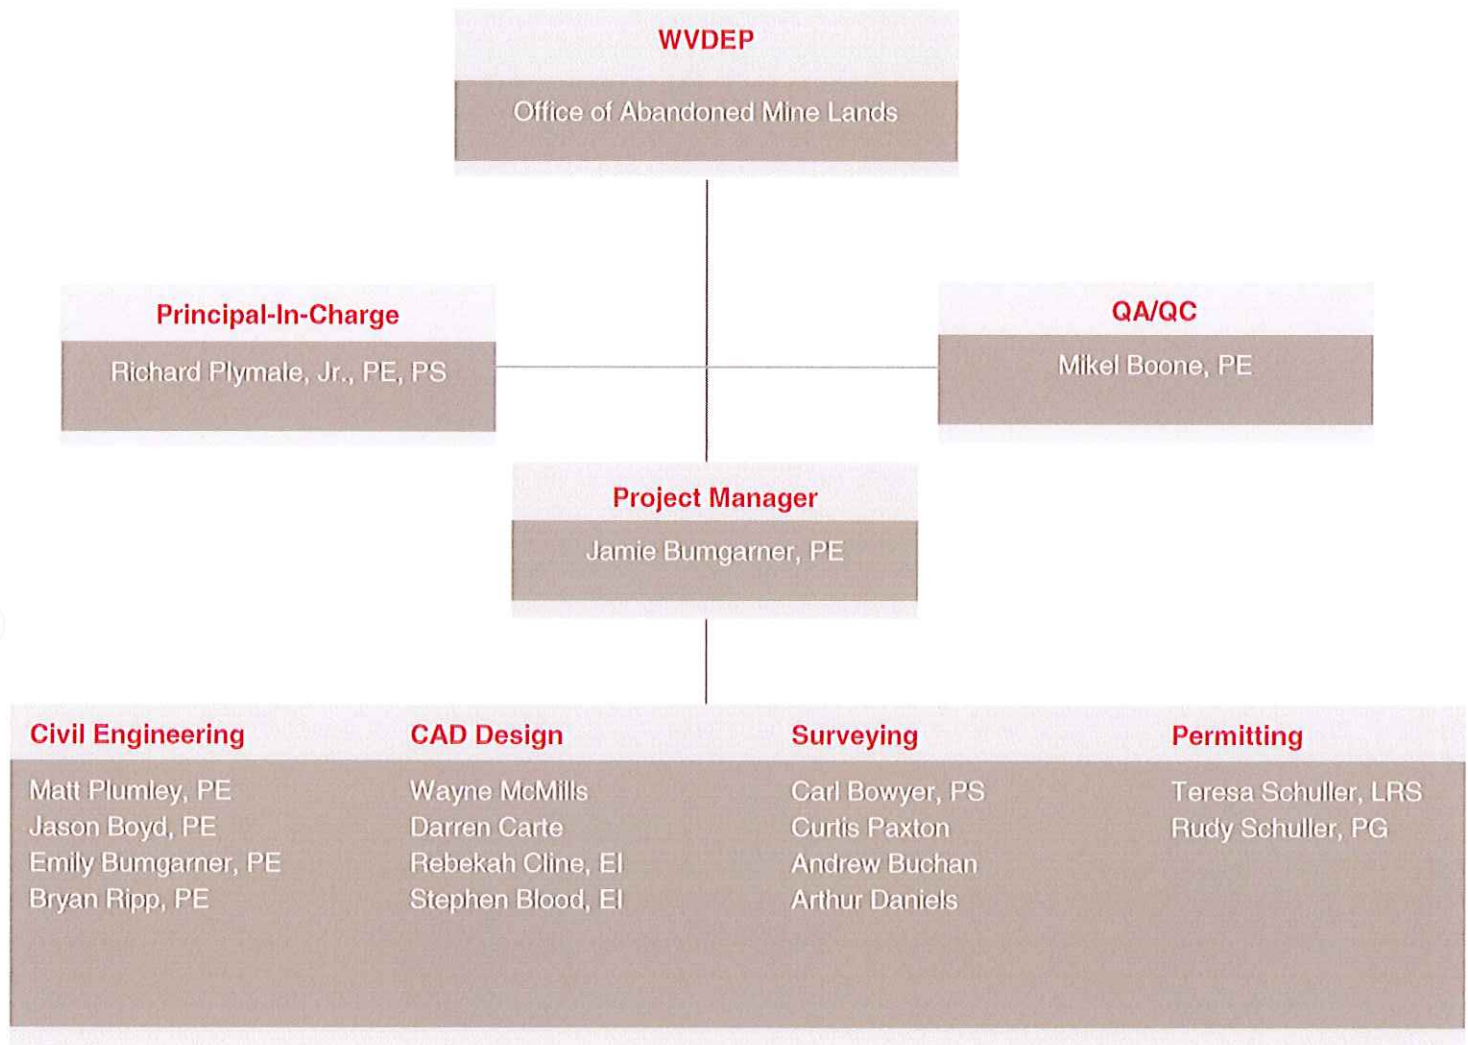 WVDEP
Office of Abandoned Mine Lands
Principal-In-Charge
Richard Plymale, Jr., PE, PS
QA/QC
Mikel Boone, PE
Project Manager
Jamie Bumgarner, PE
Civil Engineering
Matt Plumley, PE
Jason Boyd, PE
Emily Bumgarner, PE
Bryan Ripp, PE
CAD Design
Wayne McMills
Darren Carte
Rebekah Cline, EI
Stephen Blood, EI
Surveying
Carl Bowyer, PS
Curtis Paxton
Andrew Buchan
Arthur Daniels
Permitting
Teresa Schuller, LRS
Rudy Schuller, PG